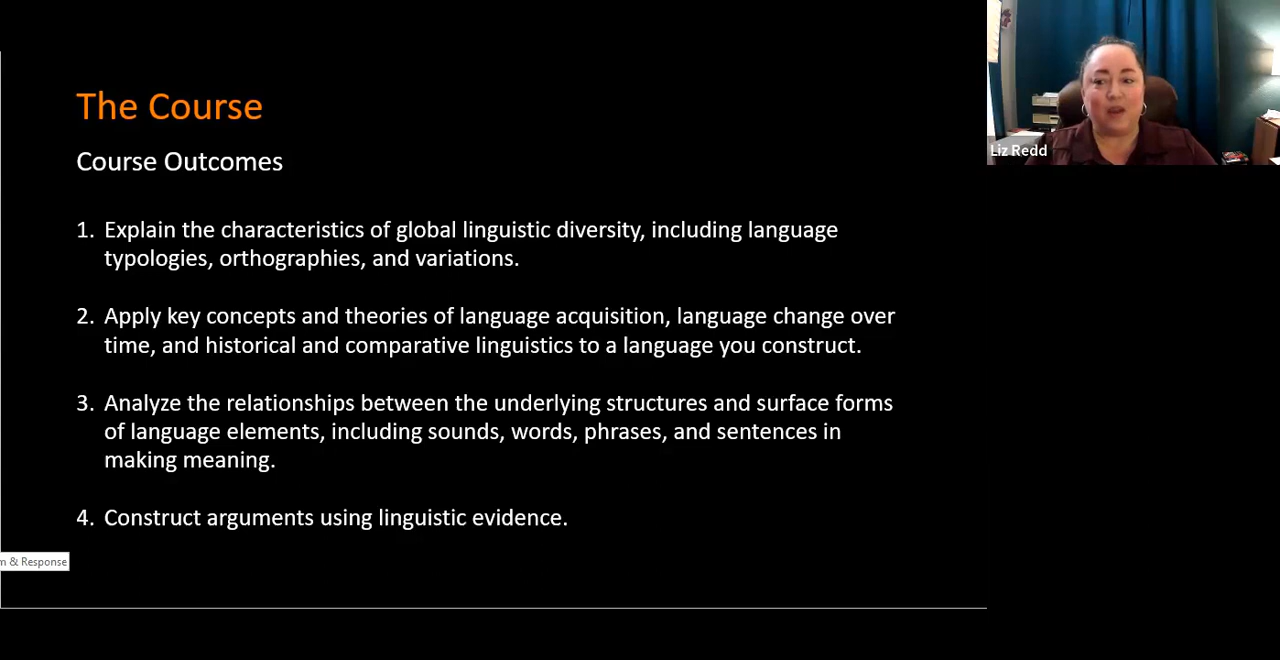 The Course
Course Outcomes
1. Explain the characteristics of global linguistic diversity, including language
typologies, orthographies, and variations.
2. Apply key concepts and theories of language acquisition, language change over
time, and historical and comparative linguistics to a language you construct.
3. Analyze the relationships between the underlying structures and surface forms
of language elements, including sounds, words, phrases, and sentences in
making meaning.
4. Construct arguments using linguistic evidence.
m & Response
Liz Redd